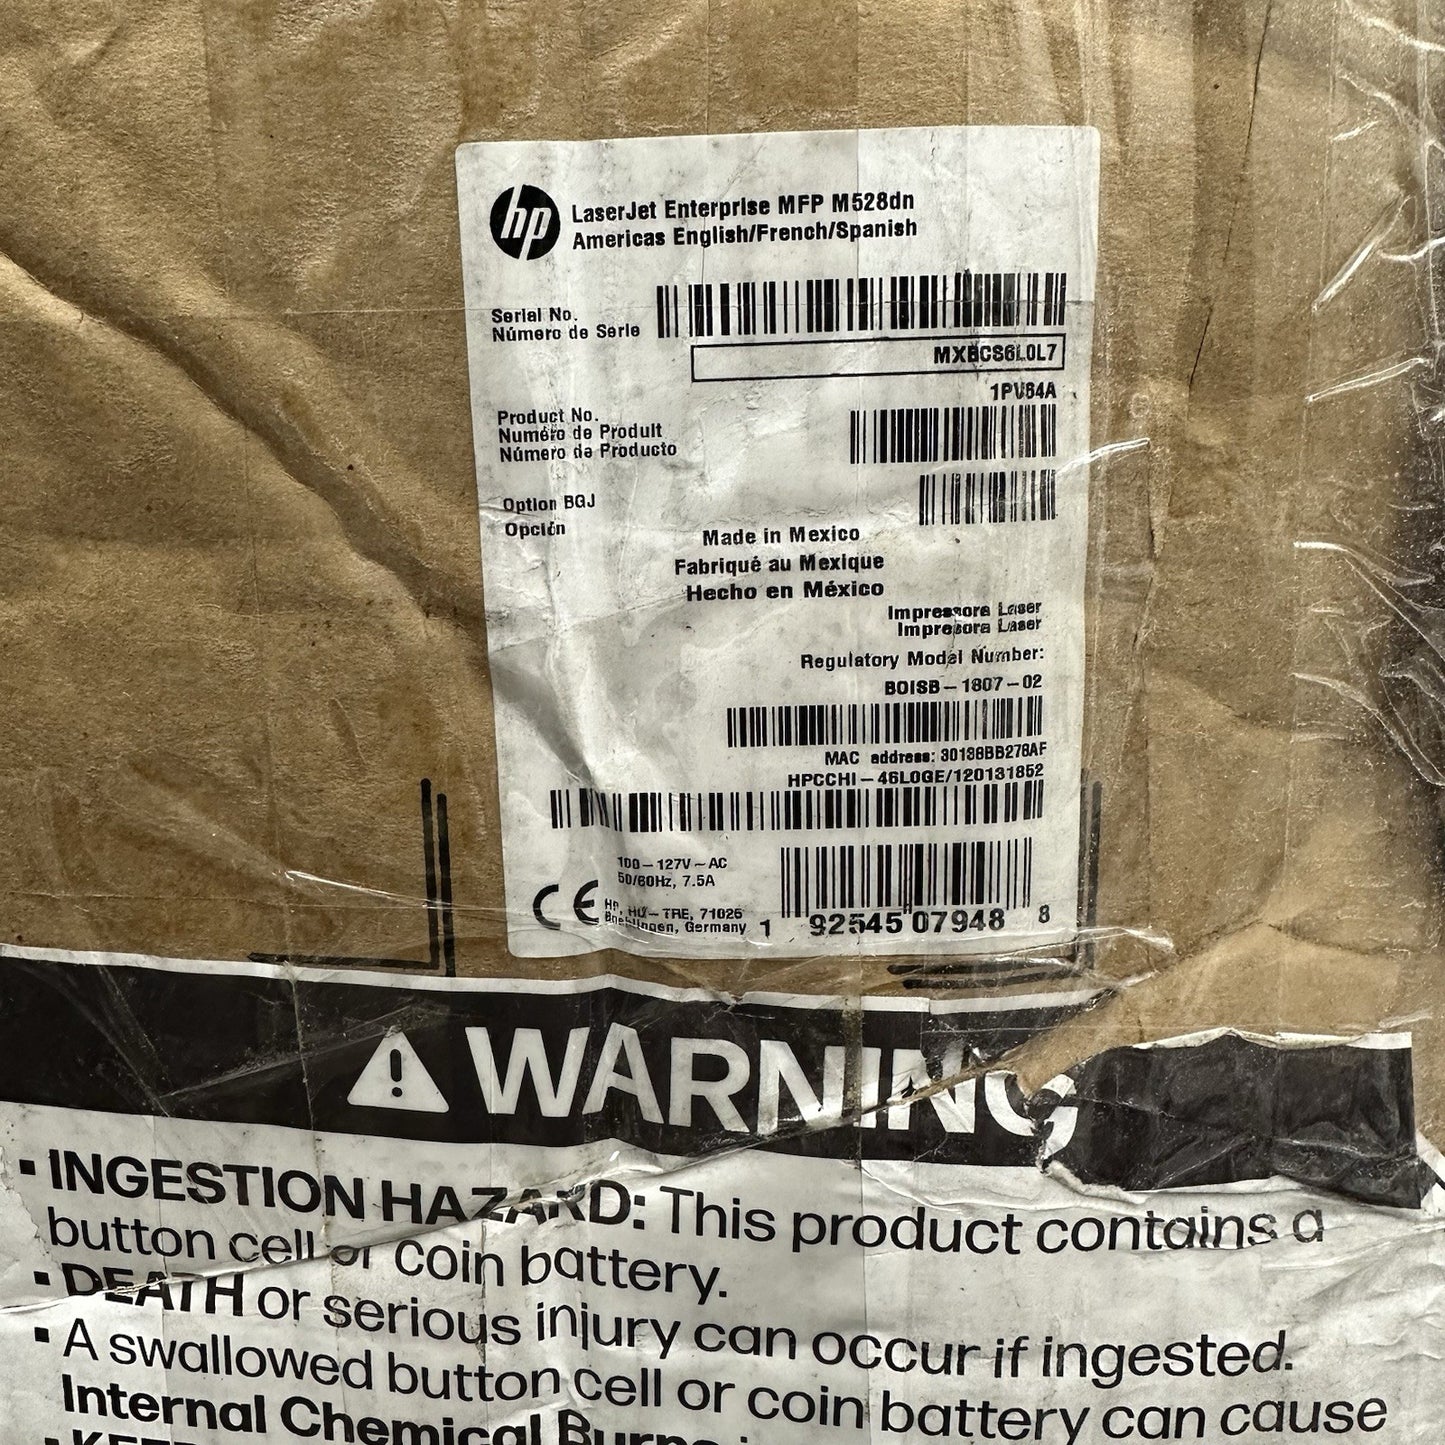 hp
LaserJet Enterprise MFP M528dn
Americas English/French/Spanish
Serial No.
Número de Serie
MXBCS6L0L7
1PV64A
Product No.
Numéro de Produit
Número de Producto
Option BGJ
Opción
Made in Mexico
Fabriqué au Mexique
Hecho en México
Impressora Laser
Impresora Laser
Regulatory Model Number:
BOISB-1807-02
MAC address: 30138BB278AF
HPCCHI-46L0GE/120131852
100-127V~AC
50/60Hz, 7.5A
CE
HP, HQ-TRE, 71025
Boeblingen, Germany
1 92545 07948 8
WARNING
▪ INGESTION HAZARD: This product contains a
button cell or coin battery.
▪ DEATH or serious injury can occur if ingested.
▪ A swallowed button cell or coin battery can cause
Internal Chemical Burns